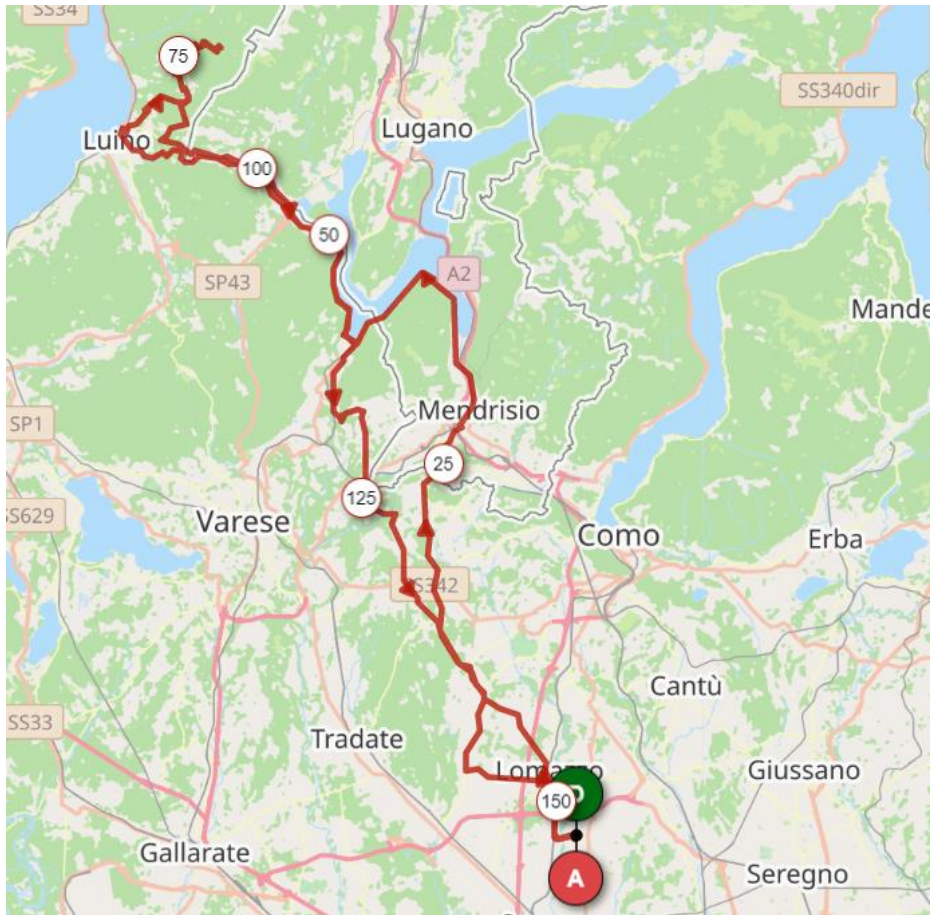 SS34
75
SS340dir
Luino
Lugano
100
50
A2
SP43
Mande
Mendrisio
SP1
25
125
SS629
Varese
Como
Erba
SS342
Cantù
SS33
Tradate
Lomazzo
Giussano
150
D
Gallarate
A
Seregno